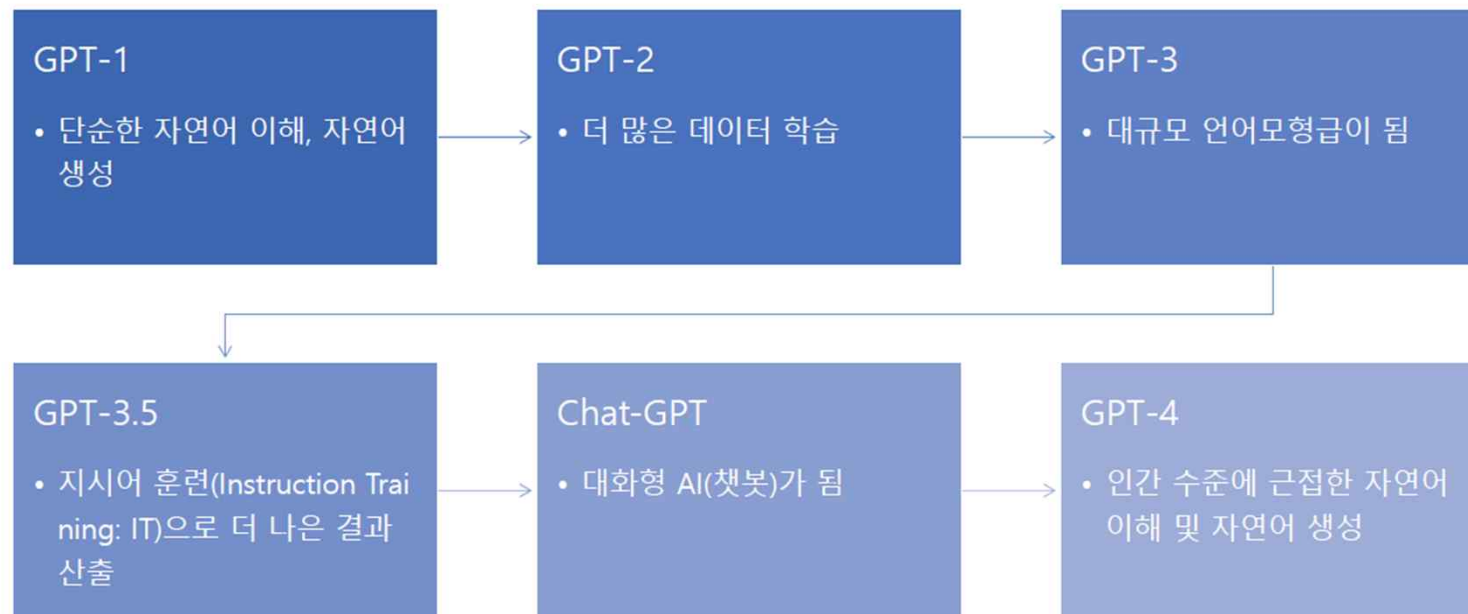 GPT-1
• 단순한 자연어 이해, 자연어
생성
GPT-2
• 더 많은 데이터 학습
GPT-3
• 대규모 언어모형급이 됨
GPT-3.5
• 지시어 훈련(Instruction Trai
ning: IT)으로 더 나은 결과
산출
Chat-GPT
• 대화형 AI(챗봇)가 됨
GPT-4
• 인간 수준에 근접한 자연어
이해 및 자연어 생성